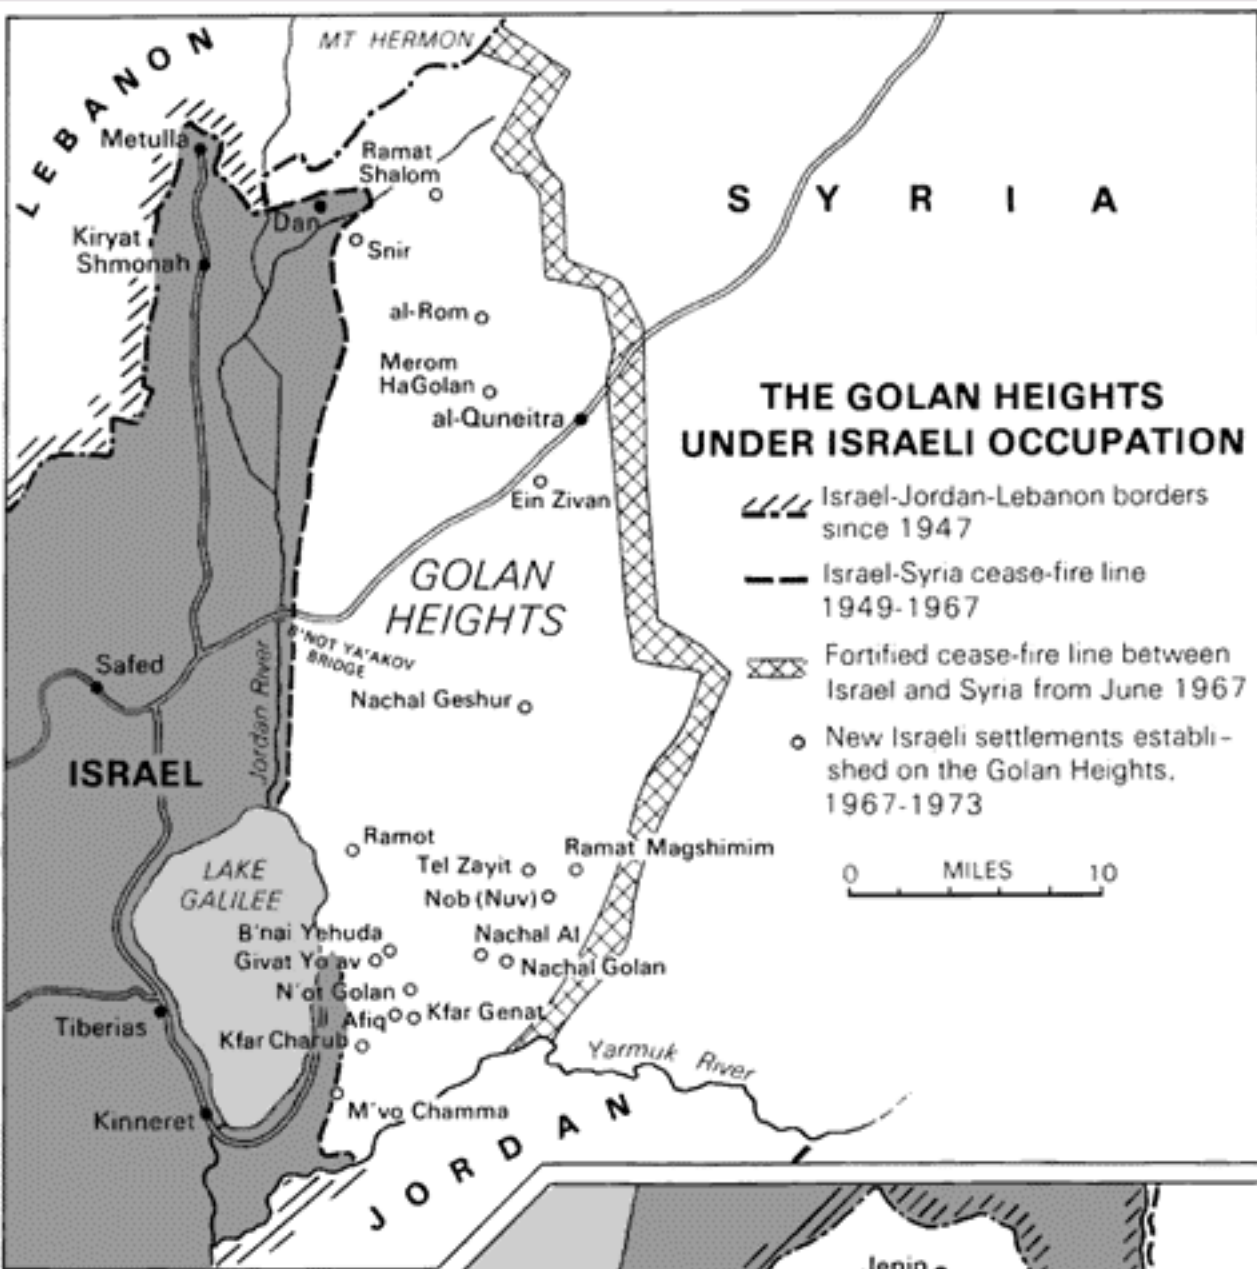 LEBANON
MT HERMON
Metulla
Ramat
Shalom
Dan
Kiryat
Shmonah
Snir
SYRIA
al-Rom
Merom
HaGolan
al-Quneitra
Ein Zivan
THE GOLAN HEIGHTS
UNDER ISRAELI OCCUPATION
Israel-Jordan-Lebanon borders
since 1947
Israel-Syria cease-fire line
1949-1967
Fortified cease-fire line between
Israel and Syria from June 1967
New Israeli settlements establi-
shed on the Golan Heights.
1967-1973
0 MILES 10
GOLAN
HEIGHTS
B'NOT YA'AKOV
BRIDGE
Safed
Jordan River
Nachal Geshur
ISRAEL
Ramot
Ramat Magshimim
Tel Zayit
Nob (Nuv)
LAKE
GALILEE
B'nai Yehuda
Nachal Al
Givat Yo'av
Nachal Golan
N'ot Golan
Afiq
Kfar Genat
Tiberias
Kfar Charub
Yarmuk River
Kinneret
M'vo Chamma
JORDAN
Jenin